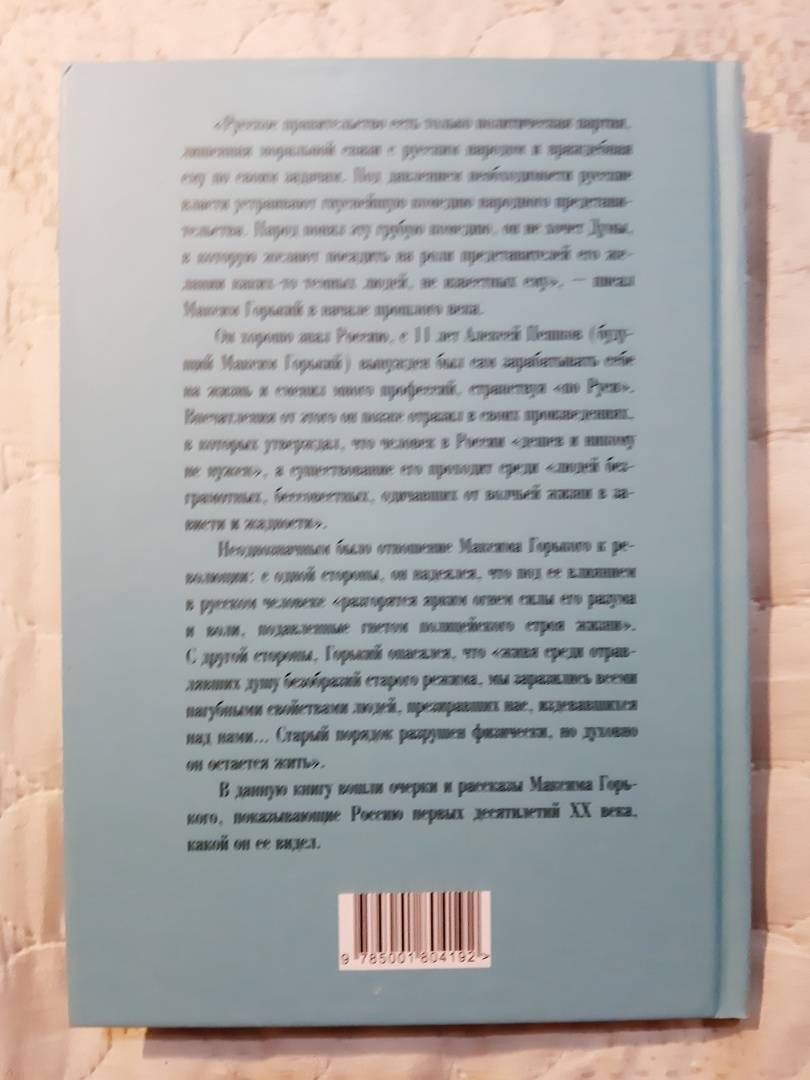 «Русское правительство есть только политическая партия,
лишенная моральной связи с русским народом и враждебная
ему по своим задачам. Под давлением необходимости русские
власти устраивают глупейшую комедию народного представи-
тельства. Народ понял эту грубую комедию, он не хочет Думы,
в которую желают посадить на роли представителей его же-
лании каких-то темных людей, не известных ему», — писал
Максим Горький в начале прошлого века.
Он хорошо знал Россию, с 11 лет Алексей Пешков (буду-
щий Максим Горький) вынужден был сам зарабатывать себе
на жизнь и сменил много профессий, странствуя «по Руси».
Впечатления от этого он позже отразил в своих произведениях,
в которых утверждал, что человек в России «дешев и никому
не нужен», а существование его проходит среди «людей без-
грамотных, бессовестных, одичавших от волчьей жизни в за-
висти и жадности».
Неоднозначным было отношение Максима Горького к ре-
волюции: с одной стороны, он надеялся, что под ее влиянием
в русском человеке «разгорятся ярким огнем силы его разума
и воли, подавленные гнетом полицейского строя жизни».
С другой стороны, Горький опасался, что «живя среди отрав-
лявших душу безобразий старого режима, мы заразились всеми
пагубными свойствами людей, презиравших нас, издевавшихся
над нами... Старый порядок разрушен физически, но духовно
он остается жить».
В данную книгу вошли очерки и рассказы Максима Горь-
кого, показывающие Россию первых десятилетий XX века,
какой он ее видел.
9 785001 804192 >